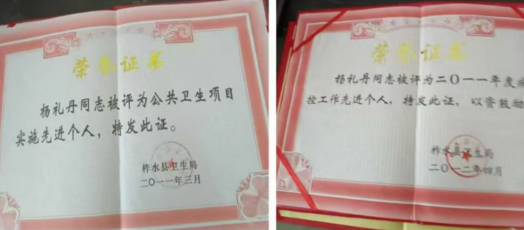 荣誉证书
杨礼丹同志被评为公共卫生项目
实施先进个人，特发此证。
柞水县卫生局
二〇一一年三月
荣誉证书
杨礼丹同志被评为二〇一一年度
控工作先进个人，特发此证，以资鼓励
柞水县卫生局
二〇一二年四月